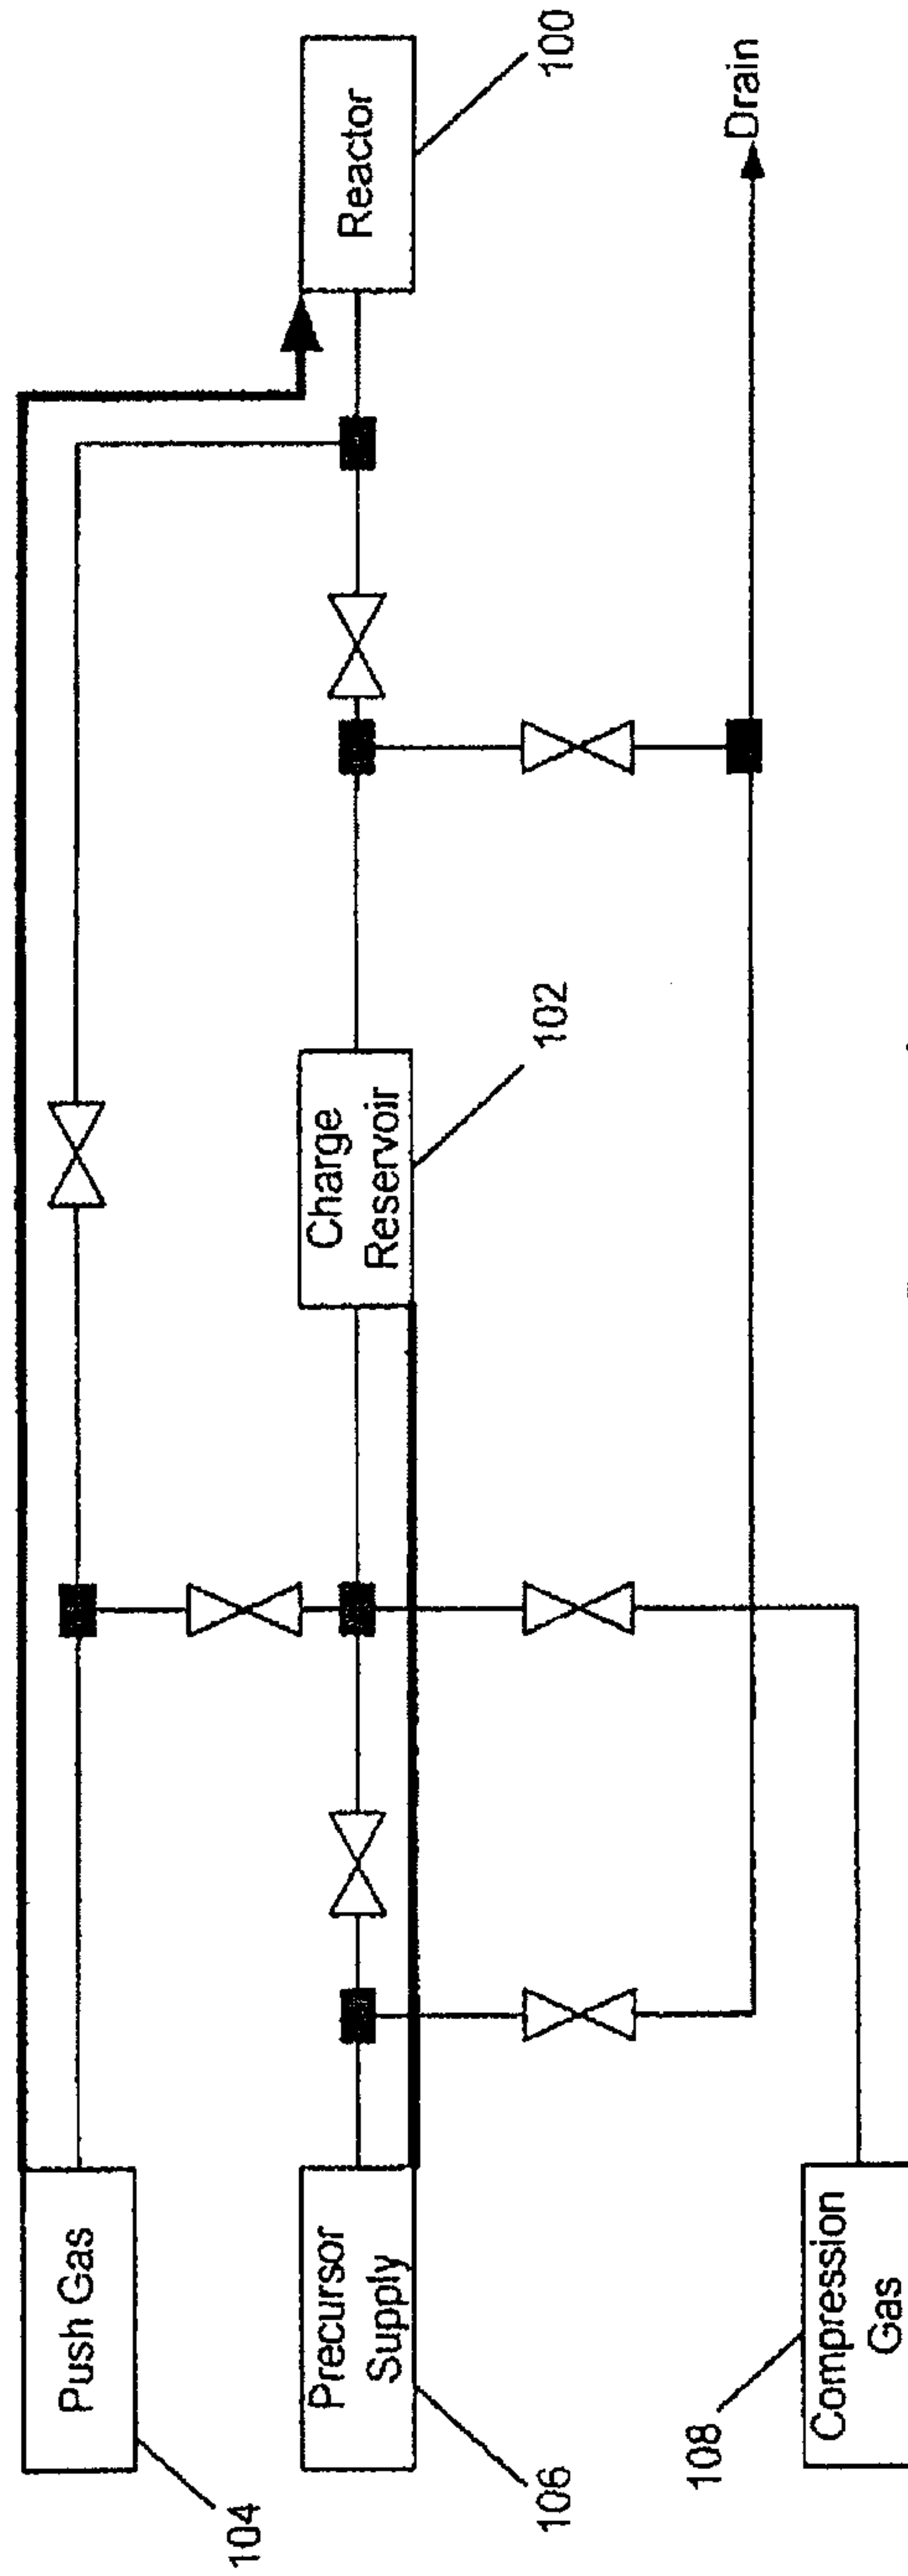 Push Gas
104
Precursor
Supply
106
Compression
Gas
108
Charge
Reservoir
102
Reactor
100
Drain